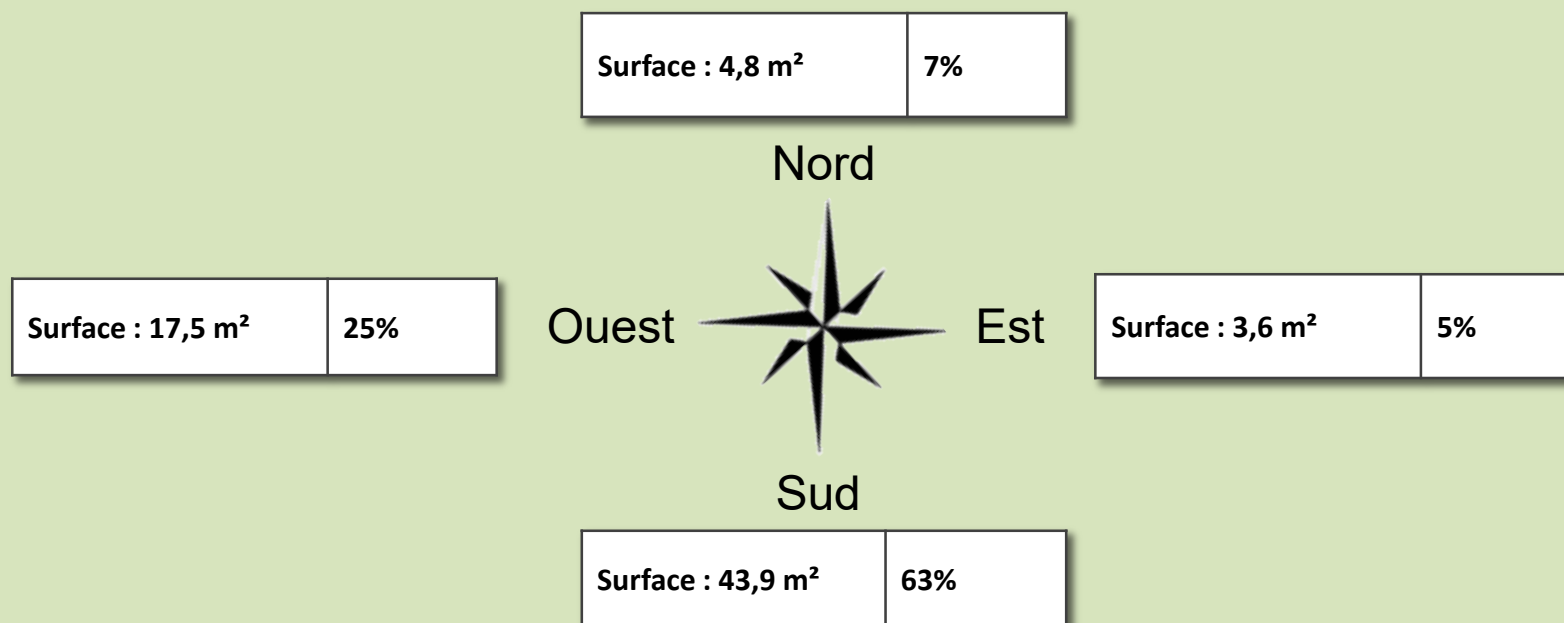 Surface : 4,8 m² 7%
Nord
Surface : 17,5 m² 25%
Ouest
Est
Surface : 3,6 m² 5%
Sud
Surface : 43,9 m² 63%